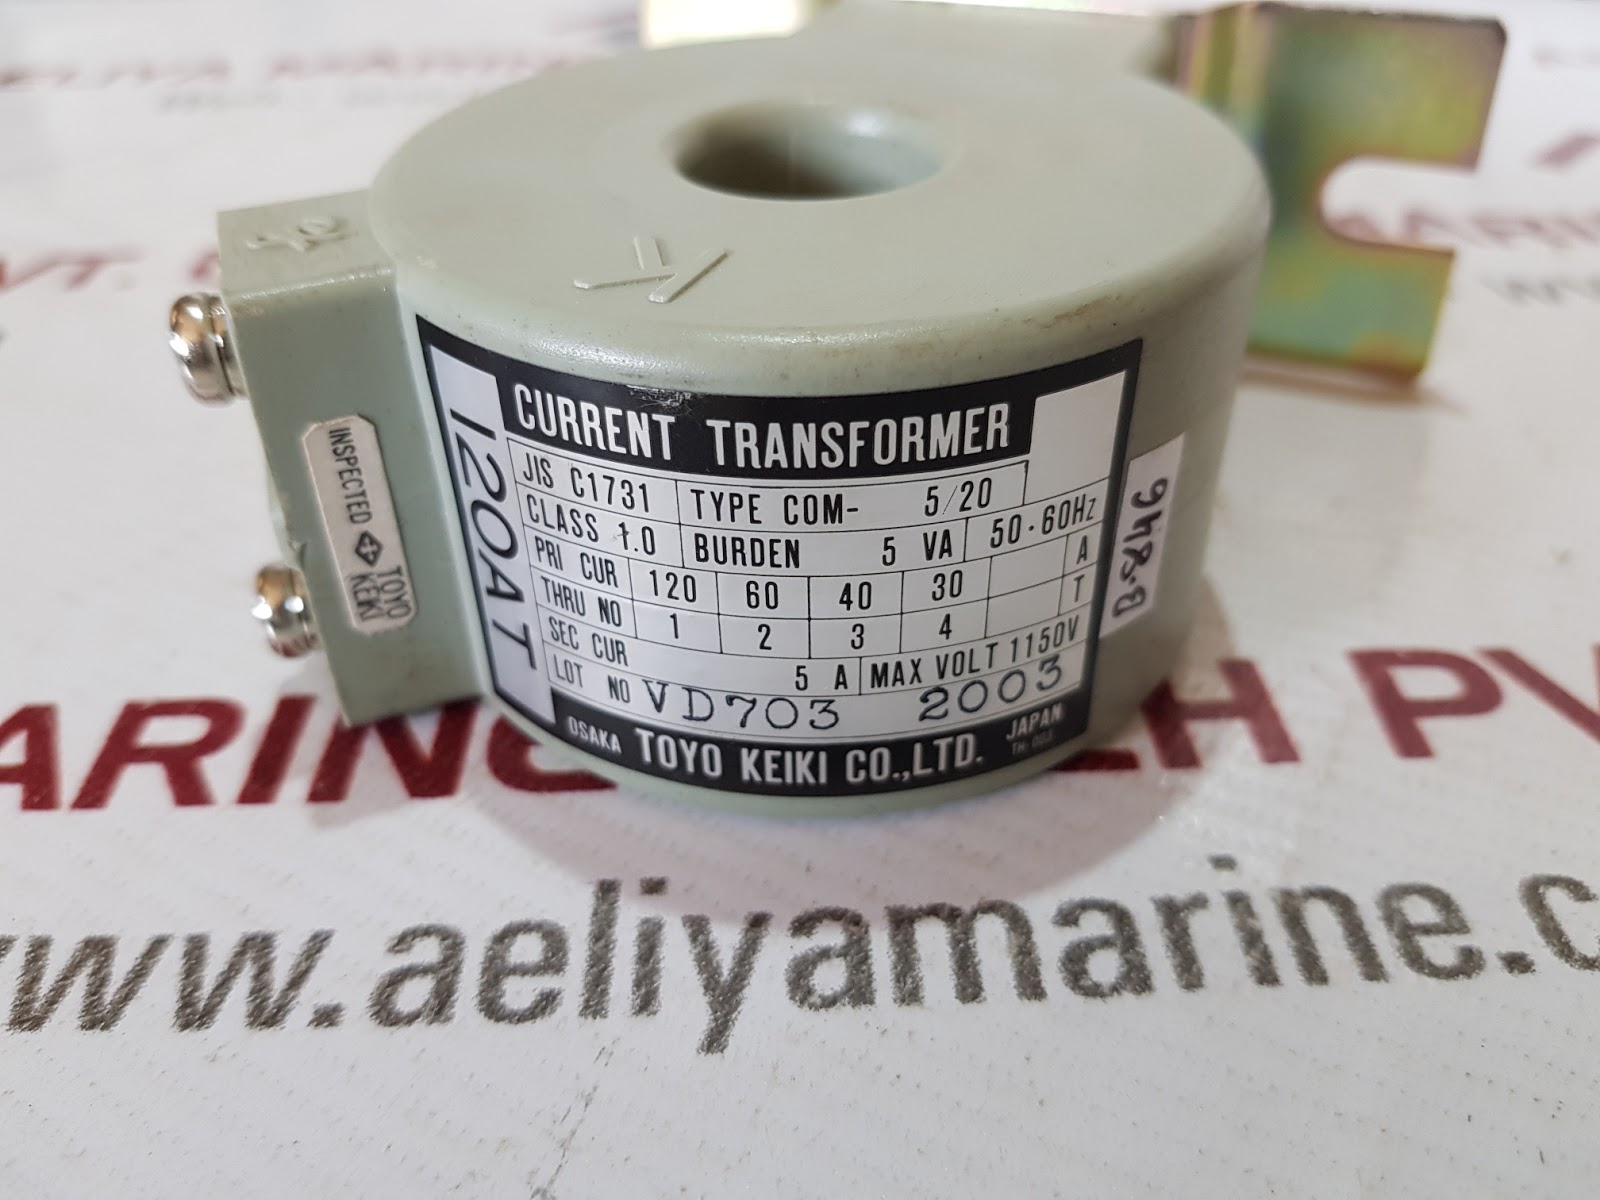 K
INSPECTED
TOYO
KEIKI
120AT
CURRENT TRANSFORMER
JIS C1731 TYPE COM- 5/20
CLASS 1.0 BURDEN 5 VA 50·60Hz
PRI CUR 120 60 40 30 A
THRU NO 1 2 3 4 T
SEC CUR 5 A MAX VOLT 1150V
LOT NO VD703 2003
OSAKA TOYO KEIKI CO.,LTD. JAPAN
B-5846
www.aeliyamarine.c